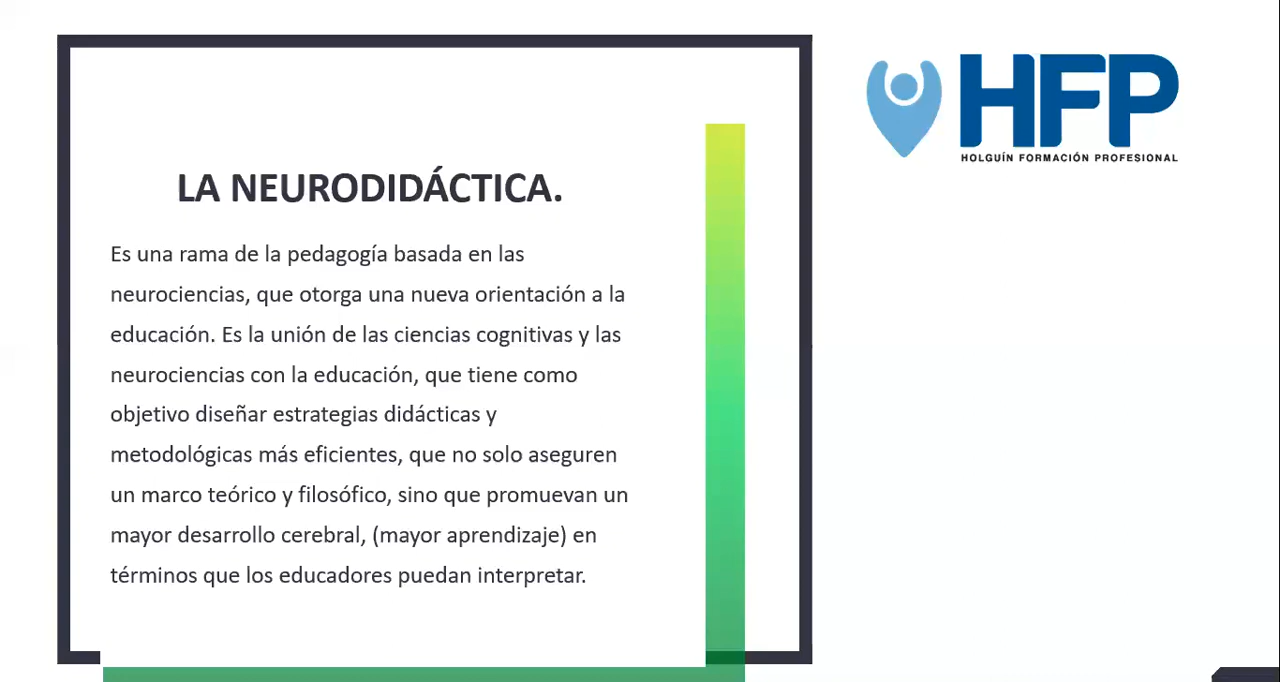 LA NEURODIDÁCTICA.
Es una rama de la pedagogía basada en las
neurociencias, que otorga una nueva orientación a la
educación. Es la unión de las ciencias cognitivas y las
neurociencias con la educación, que tiene como
objetivo diseñar estrategias didácticas y
metodológicas más eficientes, que no solo aseguren
un marco teórico y filosófico, sino que promuevan un
mayor desarrollo cerebral, (mayor aprendizaje) en
términos que los educadores puedan interpretar.
HFP
HOLGUÍN FORMACIÓN PROFESIONAL